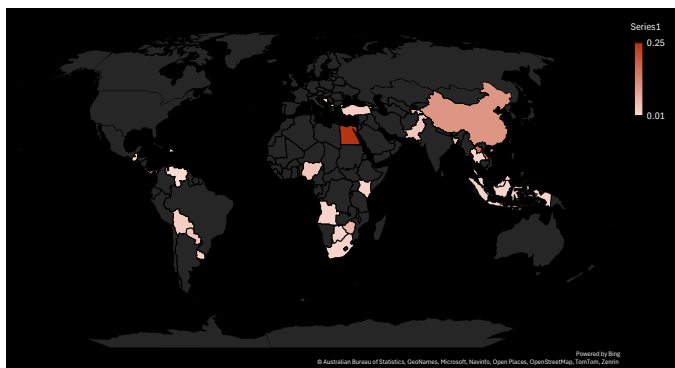 Series1
0.25
0.01
Powered by Bing
© Australian Bureau of Statistics, GeoNames, Microsoft, Navinfo, Open Places, OpenStreetMap, TomTom, Zenrin